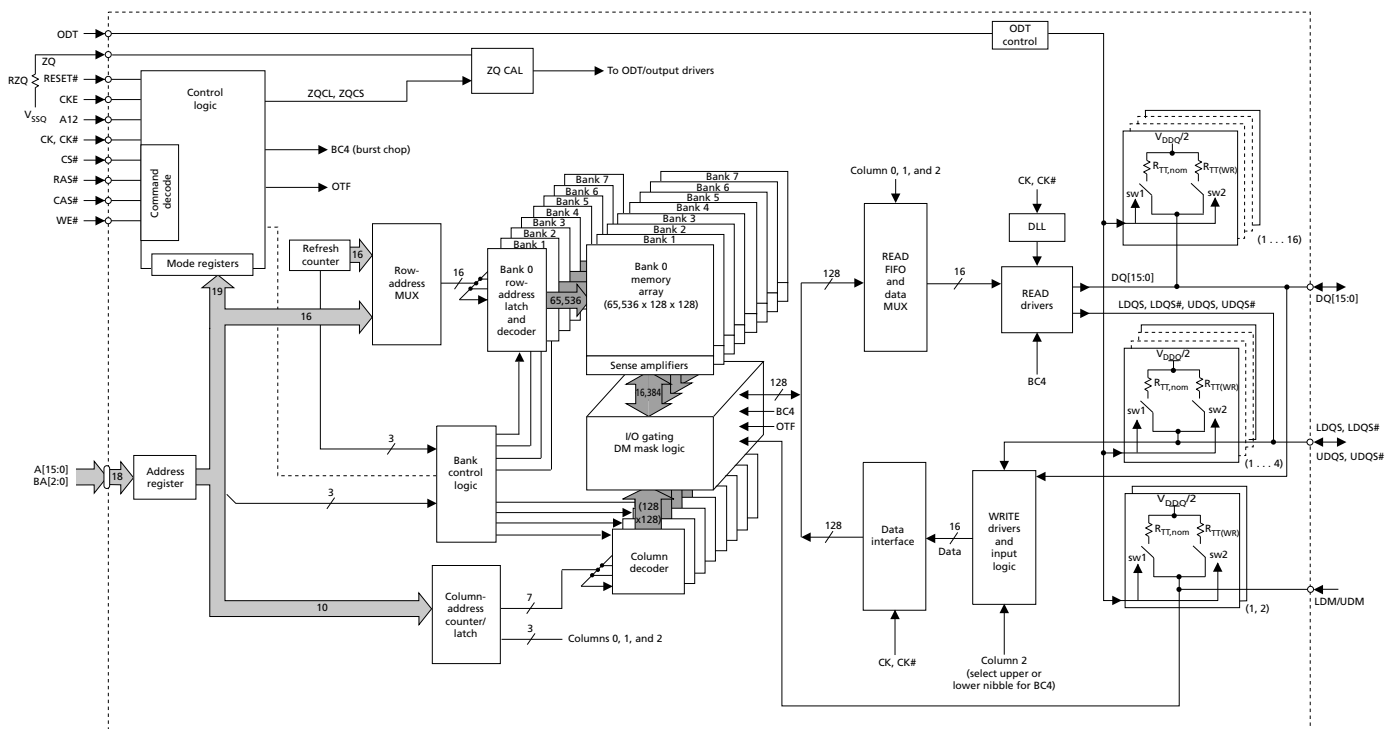 ODT
ODT
control
ZQ
RZQ
VSSQ
RESET#
CKE
A12
CK, CK#
CS#
RAS#
CAS#
WE#
Control
logic
Command
decode
Mode registers
ZQ CAL
To ODT/output drivers
ZQCL, ZQCS
BC4 (burst chop)
OTF
Refresh
counter
16
Row-
address
MUX
16
19
16
Bank 7
Bank 6
Bank 5
Bank 4
Bank 3
Bank 2
Bank 1
Bank 0
row-
address
latch
and
decoder
65,536
Bank 7
Bank 6
Bank 5
Bank 4
Bank 3
Bank 2
Bank 1
Bank 0
memory
array
(65,536 x 128 x 128)
Sense amplifiers
16,384
I/O gating
DM mask logic
128
BC4
OTF
(128
x128)
Column
decoder
3
3
Bank
control
logic
A[15:0]
BA[2:0]
18
Address
register
10
Column-
address
counter/
latch
7
3
Columns 0, 1, and 2
Column 0, 1, and 2
128
READ
FIFO
and
data
MUX
16
CK, CK#
DLL
READ
drivers
BC4
DQ[15:0]
LDQS, LDQS#, UDQS, UDQS#
128
Data
interface
CK, CK#
16
Data
WRITE
drivers
and
input
logic
Column 2
(select upper or
lower nibble for BC4)
VDDQ/2
RTT,nom
RTT(WR)
sw1
sw2
(1 . . . 16)
DQ[15:0]
VDDQ/2
RTT,nom
RTT(WR)
sw1
sw2
(1 . . . 4)
LDQS, LDQS#
UDQS, UDQS#
VDDQ/2
RTT,nom
RTT(WR)
sw1
sw2
(1, 2)
LDM/UDM